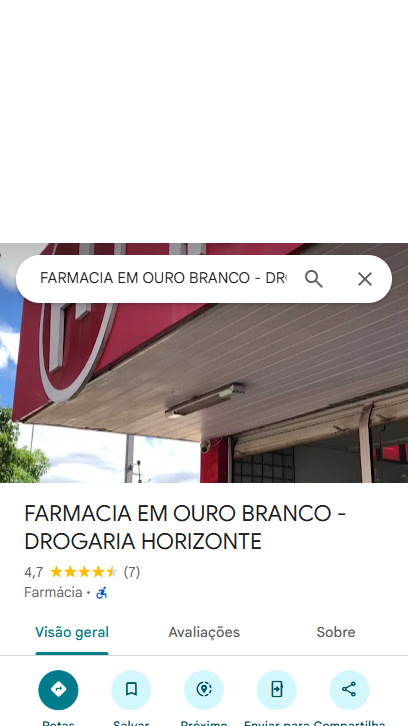 FARMACIA EM OURO BRANCO - DR
FARMACIA EM OURO BRANCO -
DROGARIA HORIZONTE
4,7 (7)
Farmácia ·
Visão geral Avaliações Sobre
Rotas Salvar Próximo Enviar para Compartilha